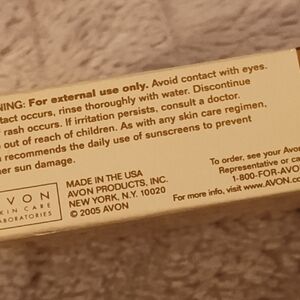 NING: For external use only. Avoid contact with eyes.
tact occurs, rinse thoroughly with water. Discontinue
f rash occurs. If irritation persists, consult a doctor.
out of reach of children. As with any skin care regimen,
recommends the daily use of sunscreens to prevent
er sun damage.
To order, see your Avon
Representative or ca
1-800-FOR-AVO
For more info, visit www.AVON.co
MADE IN THE USA
AVON PRODUCTS, INC.
NEW YORK, N.Y. 10020
© 2005 AVON
AVON
SKIN CARE
LABORATORIES